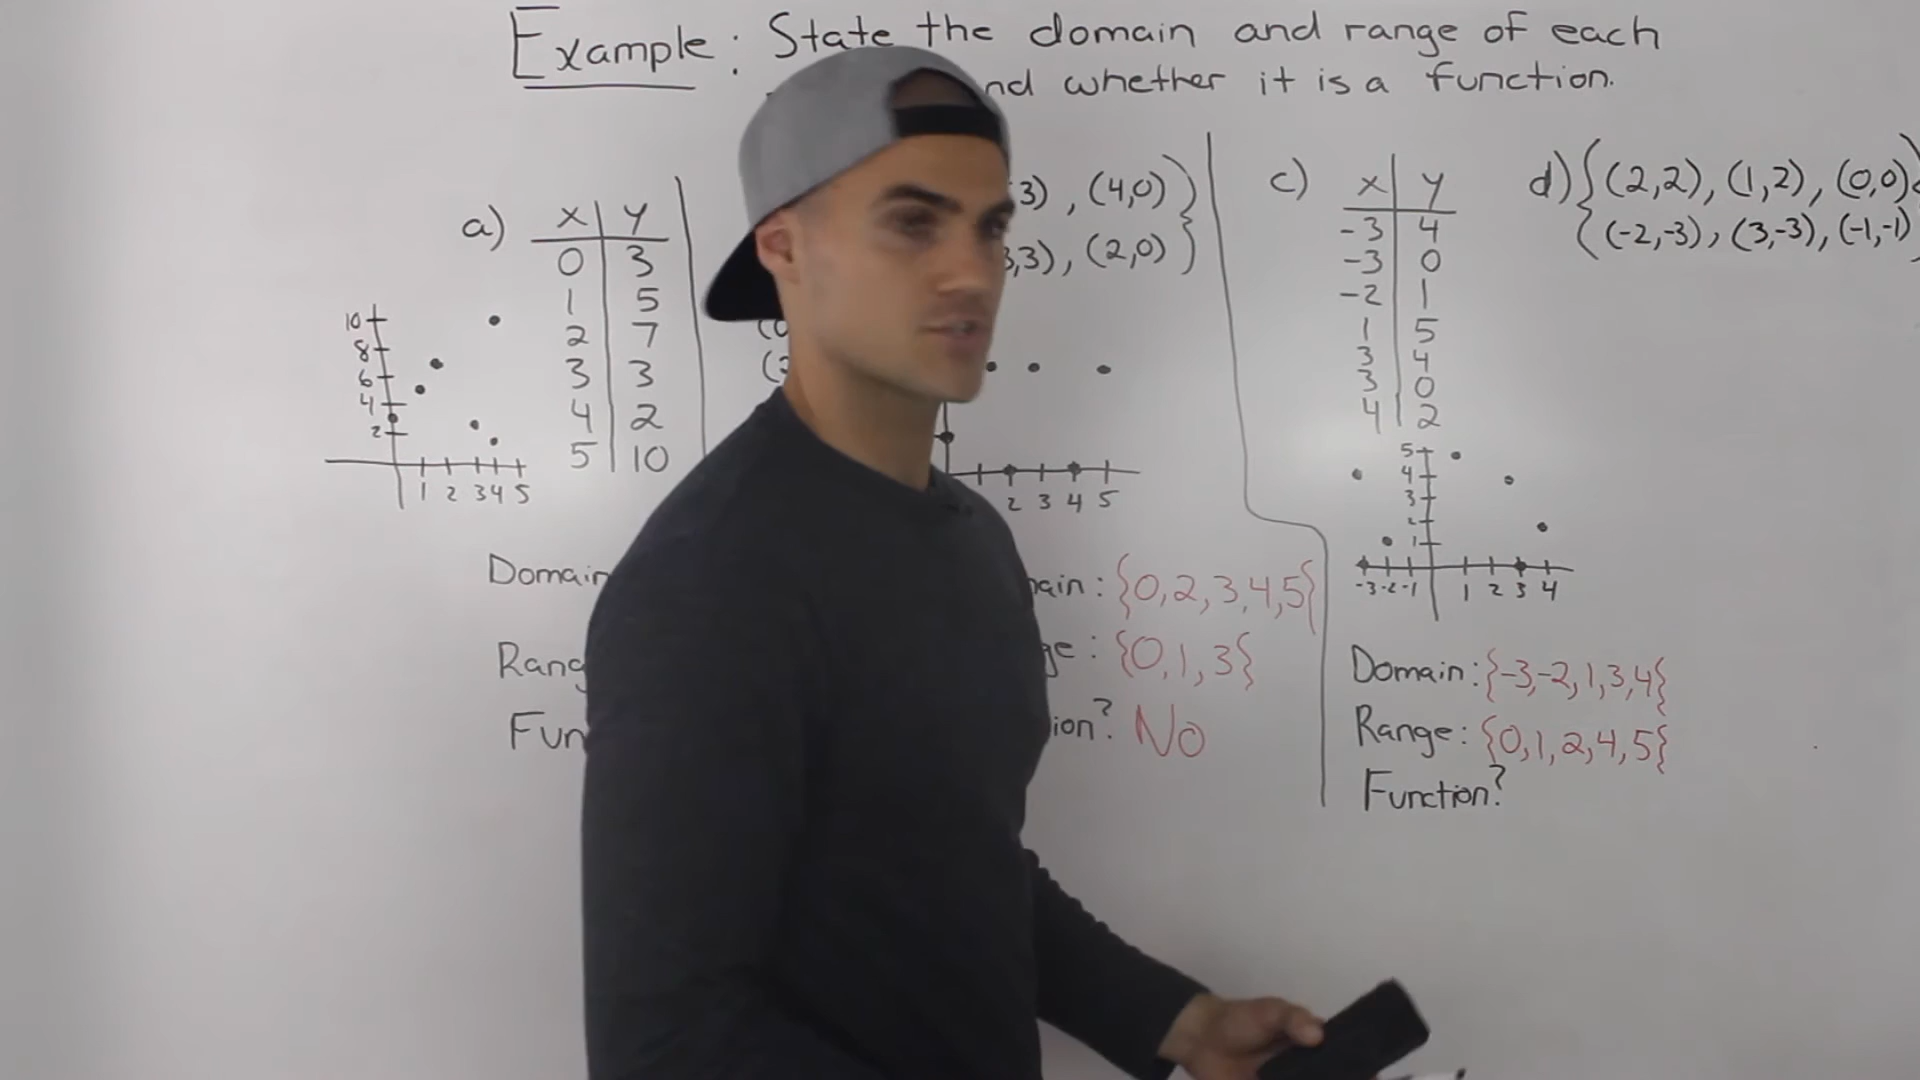 Example: State the domain and range of each
whether it is a function.
a) x y
0 3
1 5
2 7
3 3
4 2
5 10
10
8
6
4
2
1 2 3 4 5
3), (4,0)}
3,3), (2,0)
2 3 4 5
Domain
: {0,2,3,4,5}
: {0,1,3}
No
c) x y
-3 4
-3 0
-2 1
1 5
3 4
3 0
4 2
5
4
3
2
1
-3 -2 -1 1 2 3 4
Domain: {-3,-2,1,3,4}
Range: {0,1,2,4,5}
Function?
d) {(2,2), (1,2), (0,0),
(-2,-3), (3,-3), (-1,-1)